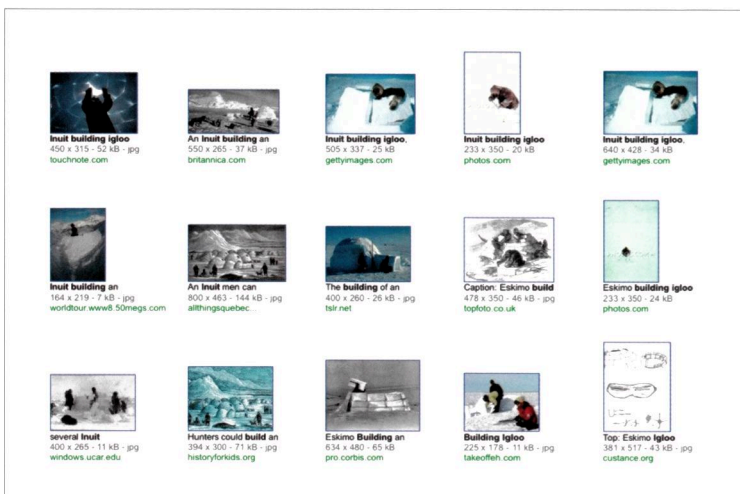 Inuit building igloo
450 x 315 - 52 kB - jpg
touchnote.com
An Inuit building an
550 x 265 - 37 kB - jpg
britannica.com
Inuit building igloo,
505 x 337 - 25 kB
gettyimages.com
Inuit building igloo
233 x 350 - 20 kB
photos.com
Inuit building igloo,
640 x 428 - 34 kB
gettyimages.com
Inuit building an
164 x 219 - 7 kB - jpg
worldtour.www8.50megs.com
An Inuit men can
800 x 463 - 144 kB - jpg
allthingsquebec...
The building of an
400 x 260 - 26 kB - jpg
tslr.net
Caption: Eskimo build
478 x 350 - 46 kB - jpg
topfoto.co.uk
Eskimo building igloo
233 x 350 - 24 kB
photos.com
several Inuit
400 x 265 - 11 kB - jpg
windows.ucar.edu
Hunters could build an
394 x 300 - 71 kB - jpg
historyforkids.org
Eskimo Building an
634 x 480 - 65 kB
pro.corbis.com
Building Igloo
225 x 178 - 11 kB - jpg
takeoffeh.com
Top: Eskimo Igloo
381 x 517 - 43 kB - jpg
custance.org